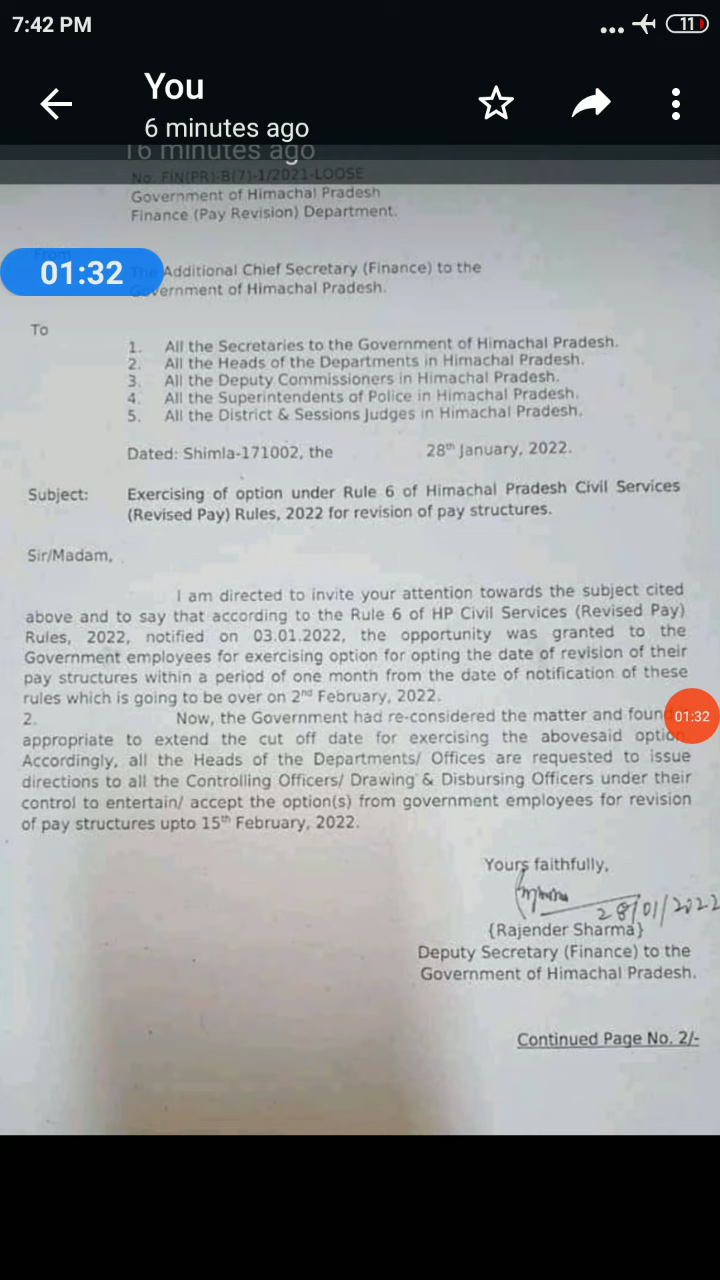 7:42 PM
11
You
6 minutes ago
6 minutes ago
No. FIN(PR)-B(7)-1/2021-LOOSE
Government of Himachal Pradesh
Finance (Pay Revision) Department.
From
01:32
The Additional Chief Secretary (Finance) to the
Government of Himachal Pradesh.
To
1. All the Secretaries to the Government of Himachal Pradesh.
2. All the Heads of the Departments in Himachal Pradesh.
3. All the Deputy Commissioners in Himachal Pradesh.
4. All the Superintendents of Police in Himachal Pradesh.
5. All the District & Sessions Judges in Himachal Pradesh.
Dated: Shimla-171002, the 28th January, 2022.
Subject: Exercising of option under Rule 6 of Himachal Pradesh Civil Services
(Revised Pay) Rules, 2022 for revision of pay structures.
Sir/Madam,
I am directed to invite your attention towards the subject cited
above and to say that according to the Rule 6 of HP Civil Services (Revised Pay)
Rules, 2022, notified on 03.01.2022, the opportunity was granted to the
Government employees for exercising option for opting the date of revision of their
pay structures within a period of one month from the date of notification of these
rules which is going to be over on 2nd February, 2022.
2. Now, the Government had re-considered the matter and found
01:32
appropriate to extend the cut off date for exercising the abovesaid option.
Accordingly, all the Heads of the Departments/ Offices are requested to issue
directions to all the Controlling Officers/ Drawing & Disbursing Officers under their
control to entertain/ accept the option(s) from government employees for revision
of pay structures upto 15th February, 2022.
Yours faithfully,
28/01/2022
{Rajender Sharma}
Deputy Secretary (Finance) to the
Government of Himachal Pradesh.
Continued Page No. 2/-